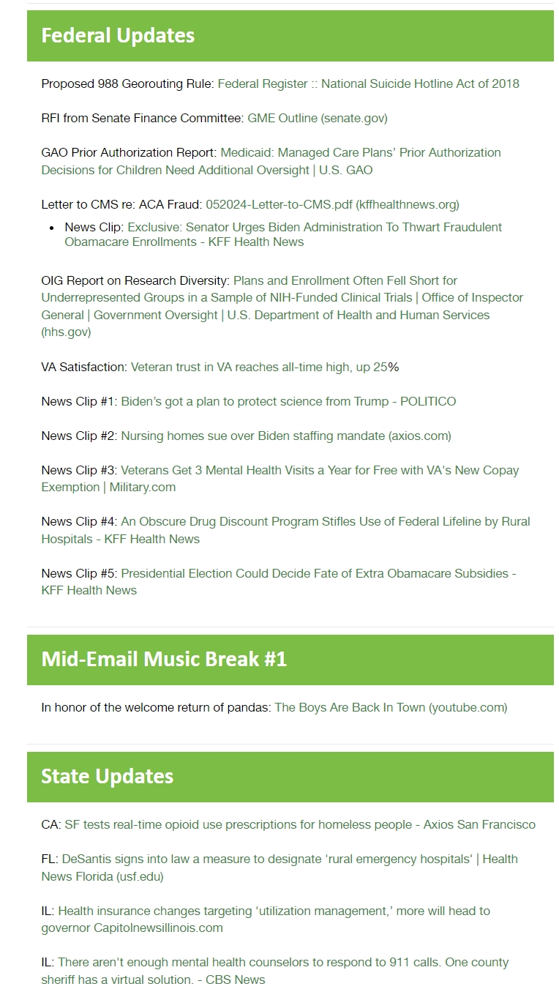 Federal Updates
Proposed 988 Georouting Rule: Federal Register :: National Suicide Hotline Act of 2018
RFI from Senate Finance Committee: GME Outline (senate.gov)
GAO Prior Authorization Report: Medicaid: Managed Care Plans’ Prior Authorization
Decisions for Children Need Additional Oversight | U.S. GAO
Letter to CMS re: ACA Fraud: 052024-Letter-to-CMS.pdf (kffhealthnews.org)
• News Clip: Exclusive: Senator Urges Biden Administration To Thwart Fraudulent
Obamacare Enrollments - KFF Health News
OIG Report on Research Diversity: Plans and Enrollment Often Fell Short for
Underrepresented Groups in a Sample of NIH-Funded Clinical Trials | Office of Inspector
General | Government Oversight | U.S. Department of Health and Human Services
(hhs.gov)
VA Satisfaction: Veteran trust in VA reaches all-time high, up 25%
News Clip #1: Biden’s got a plan to protect science from Trump - POLITICO
News Clip #2: Nursing homes sue over Biden staffing mandate (axios.com)
News Clip #3: Veterans Get 3 Mental Health Visits a Year for Free with VA's New Copay
Exemption | Military.com
News Clip #4: An Obscure Drug Discount Program Stifles Use of Federal Lifeline by Rural
Hospitals - KFF Health News
News Clip #5: Presidential Election Could Decide Fate of Extra Obamacare Subsidies -
KFF Health News
Mid-Email Music Break #1
In honor of the welcome return of pandas: The Boys Are Back In Town (youtube.com)
State Updates
CA: SF tests real-time opioid use prescriptions for homeless people - Axios San Francisco
FL: DeSantis signs into law a measure to designate 'rural emergency hospitals' | Health
News Florida (usf.edu)
IL: Health insurance changes targeting ‘utilization management,’ more will head to
governor Capitolnewsillinois.com
IL: There aren't enough mental health counselors to respond to 911 calls. One county
sheriff has a virtual solution. - CBS News